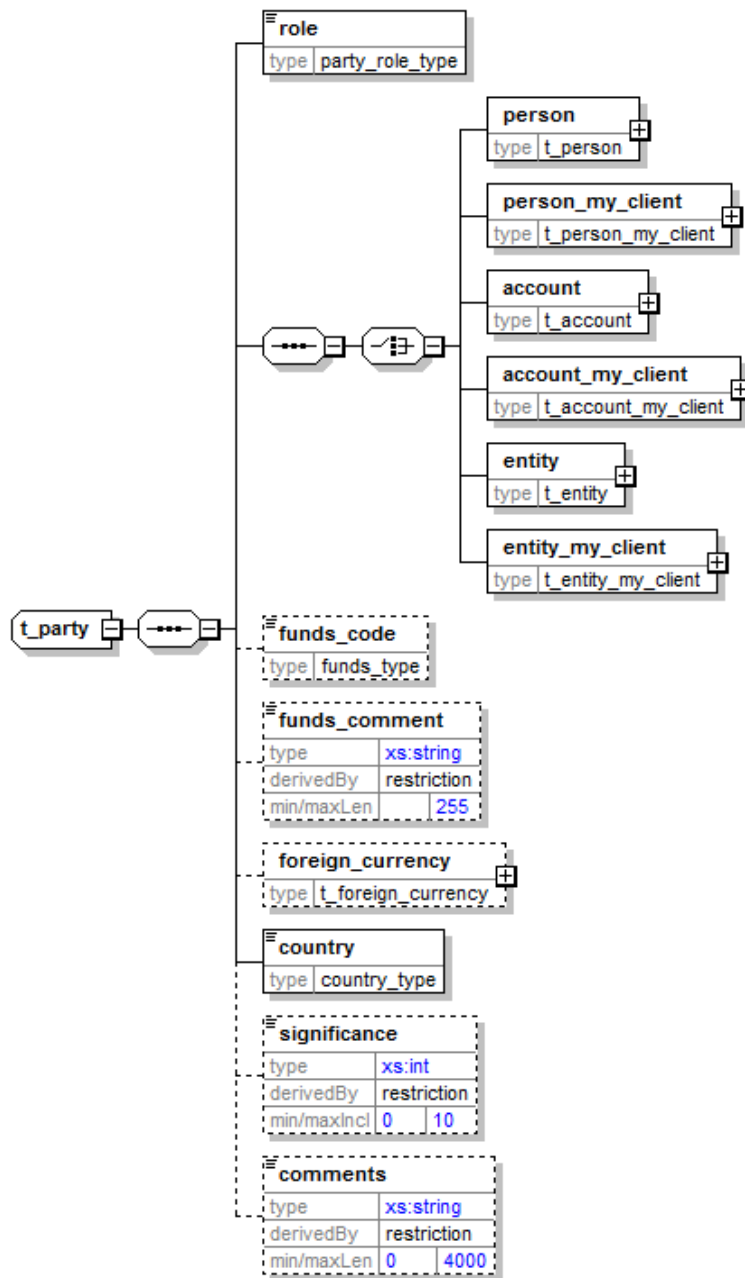 role
type party_role_type
person
type t_person
person_my_client
type t_person_my_client
account
type t_account
account_my_client
type t_account_my_client
entity
type t_entity
entity_my_client
type t_entity_my_client
t_party
funds_code
type funds_type
funds_comment
type xs:string
derivedBy restriction
min/maxLen 255
foreign_currency
type t_foreign_currency
country
type country_type
significance
type xs:int
derivedBy restriction
min/maxIncl 0 10
comments
type xs:string
derivedBy restriction
min/maxLen 0 4000